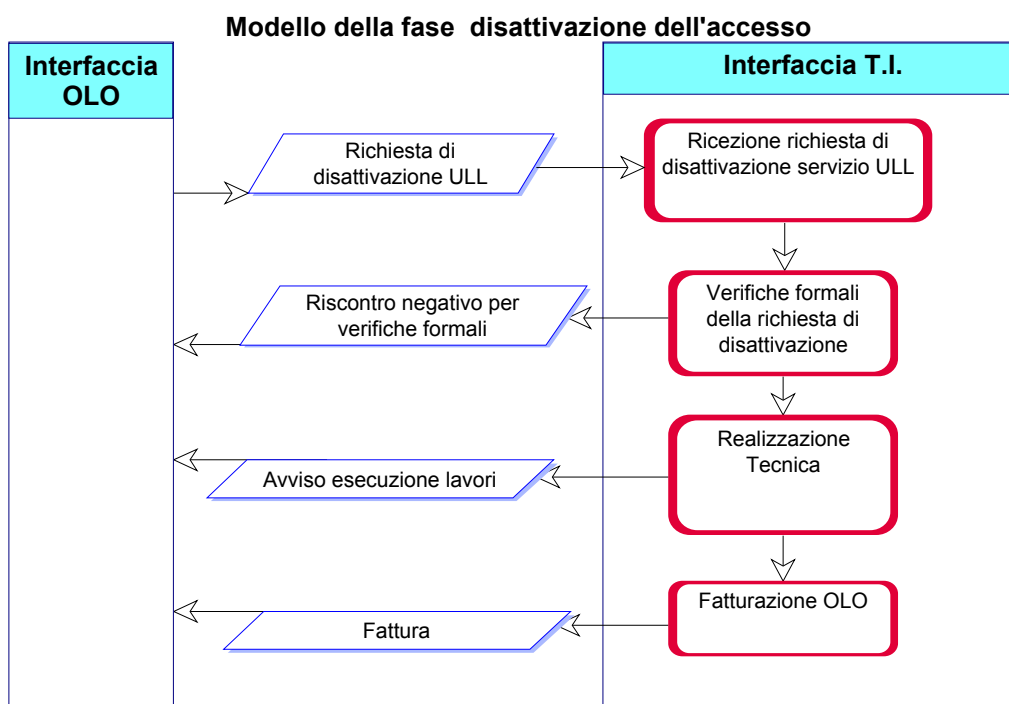 Modello della fase disattivazione dell'accesso
Interfaccia
OLO
Interfaccia T.I.
Richiesta di
disattivazione ULL
Ricezione richiesta di
disattivazione servizio ULL
Riscontro negativo per
verifiche formali
Verifiche formali
della richiesta di
disattivazione
Avviso esecuzione lavori
Realizzazione
Tecnica
Fattura
Fatturazione OLO